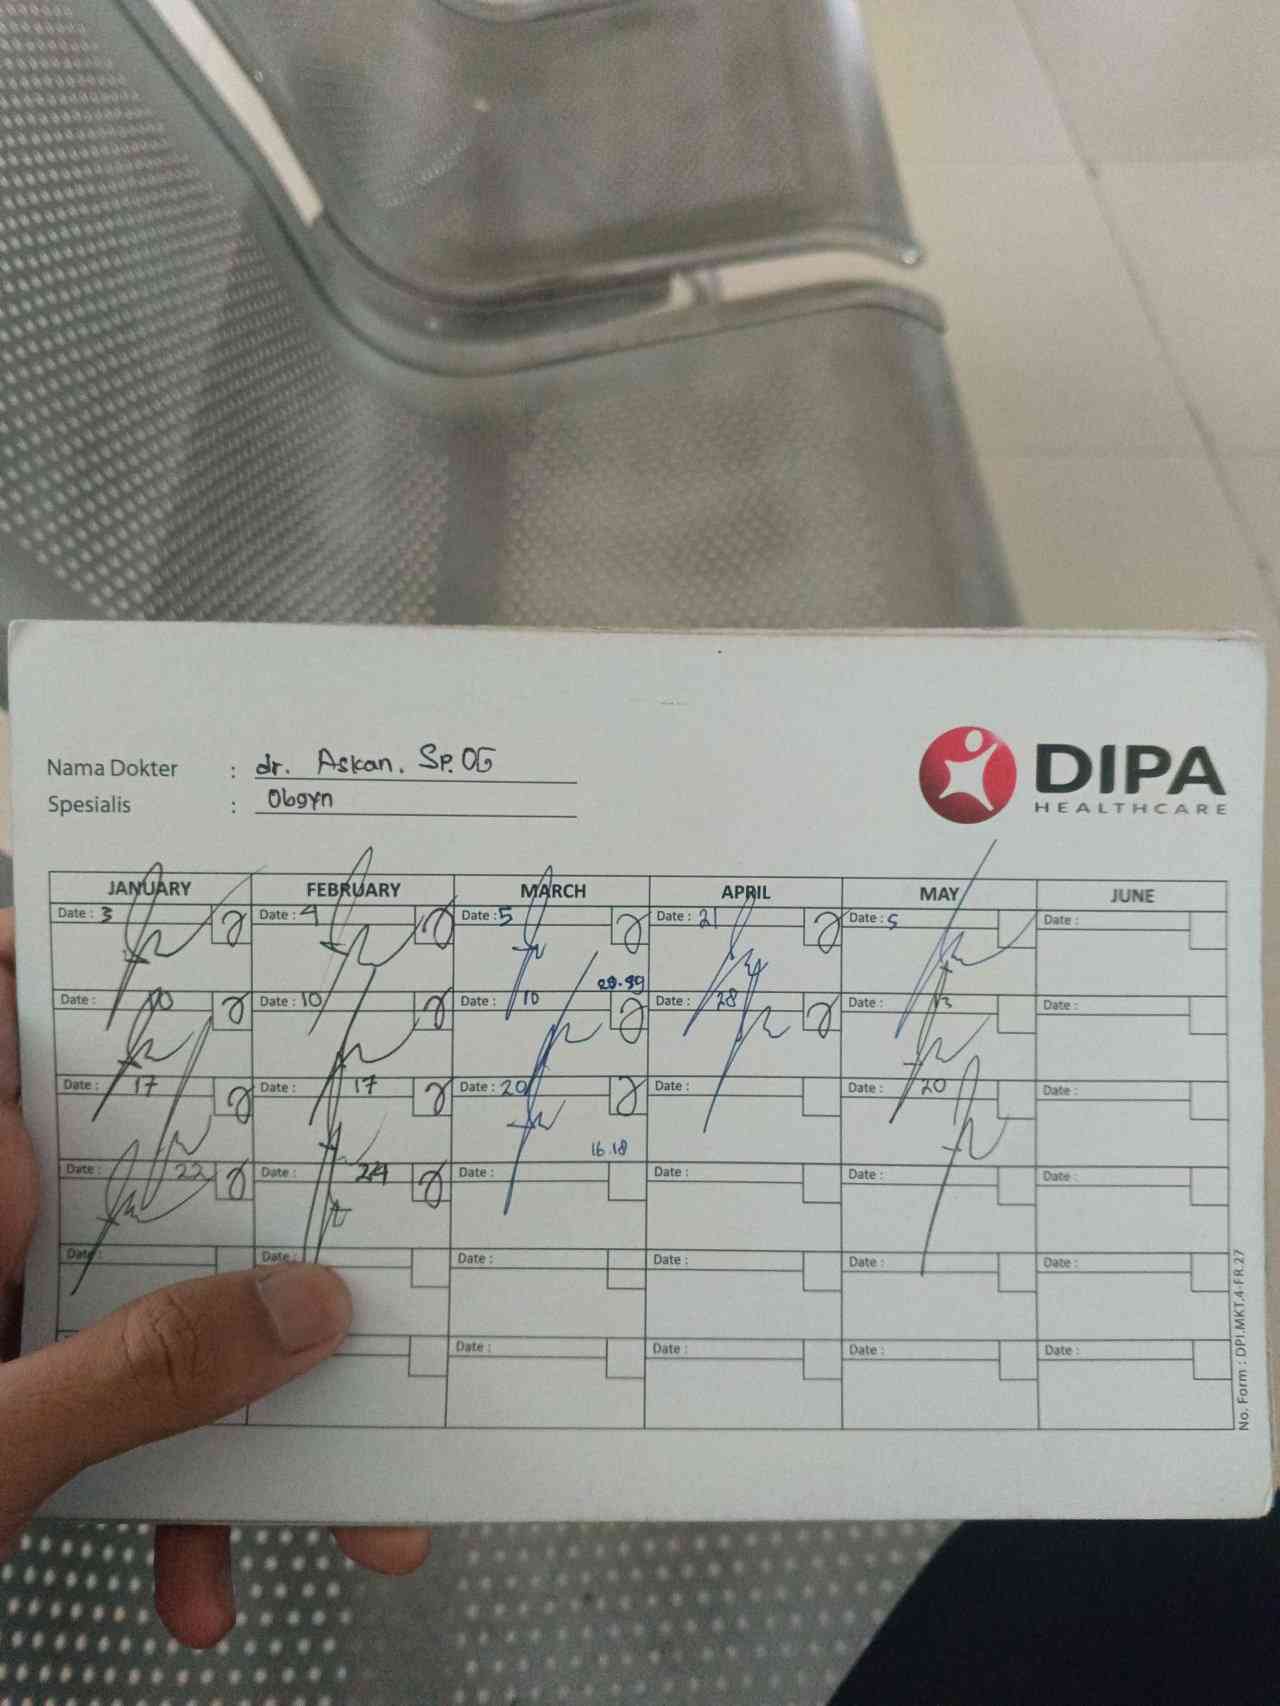 Nama Dokter : dr. Askan. Sp.OG
Spesialis : Obgyn
DIPA
HEALTHCARE
JANUARY FEBRUARY MARCH APRIL MAY JUNE
Date : 3 Date : 4 Date : 5 Date : 21 Date : 5 Date :
Date : 10 Date : 10 Date : 10 Date : 28 Date : 13 Date :
Date : 17 Date : 17 Date : 20 Date : Date : 20 Date :
16.18
Date : 22 Date : 24 Date : Date : Date : Date :
Date : Date : Date : Date : Date : Date :
Date : Date : Date : Date :
No. Form : DPI.MKT.4-FR.27